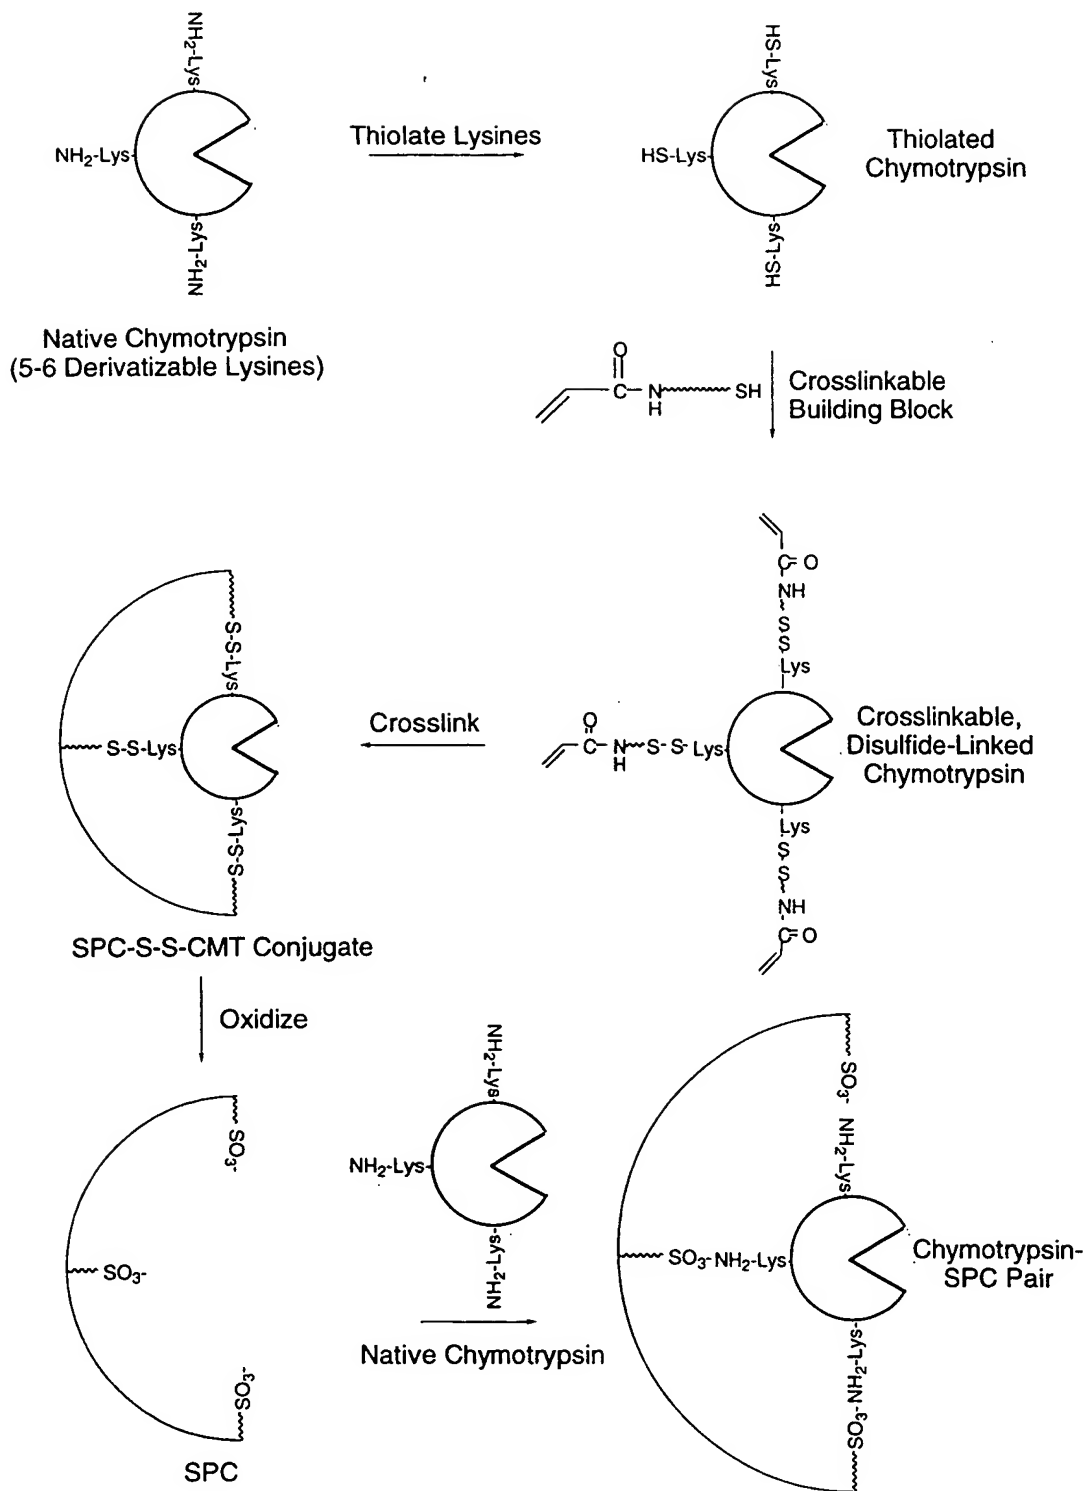 NH2-Lys
NH2-Lys
NH2-Lys
Native Chymotrypsin
(5-6 Derivatizable Lysines)
Thiolate Lysines
HS-Lys
HS-Lys
HS-Lys
Thiolated
Chymotrypsin
O
C
N
H
SH
Crosslinkable
Building Block
C=O
NH
S
S
Lys
O
C
N
H
S-S-Lys
Lys
S
S
NH
C=O
Crosslinkable,
Disulfide-Linked
Chymotrypsin
Crosslink
S-S-Lys
S-S-Lys
S-S-Lys
SPC-S-S-CMT Conjugate
Oxidize
SO3-
SO3-
SO3-
SPC
NH2-Lys
NH2-Lys
NH2-Lys
Native Chymotrypsin
SO3- NH2-Lys
SO3-NH2-Lys
SO3-NH2-Lys
Chymotrypsin-
SPC Pair